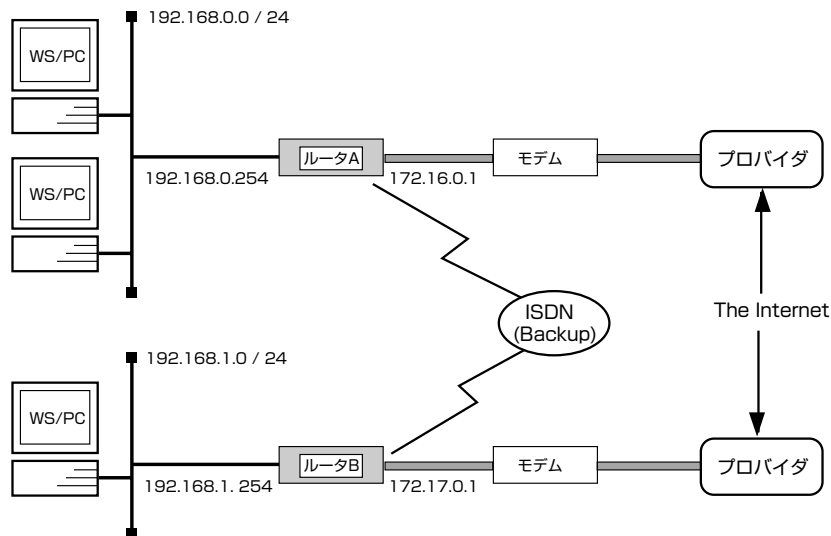 192.168.0.0 / 24
WS/PC
ルータA
モデム
プロバイダ
192.168.0.254
172.16.0.1
WS/PC
The Internet
ISDN
(Backup)
192.168.1.0 / 24
WS/PC
ルータB
モデム
プロバイダ
192.168.1. 254
172.17.0.1